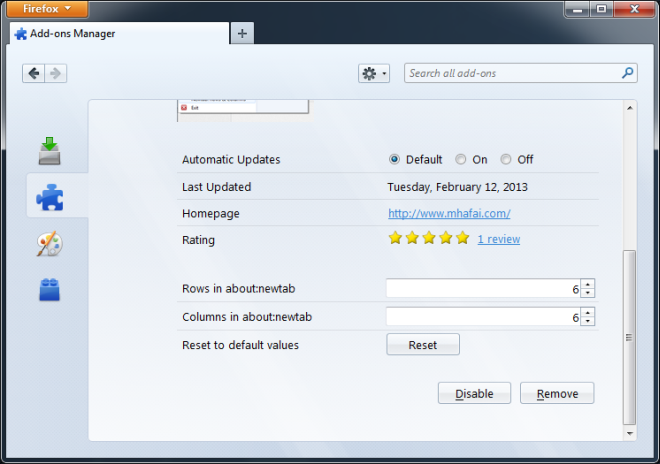 Firefox
Add-ons Manager
Search all add-ons
Exit
Automatic Updates Default On Off
Last Updated Tuesday, February 12, 2013
Homepage http://www.mhafai.com/
Rating 1 review
Rows in about:newtab 6
Columns in about:newtab 6
Reset to default values Reset
Disable Remove